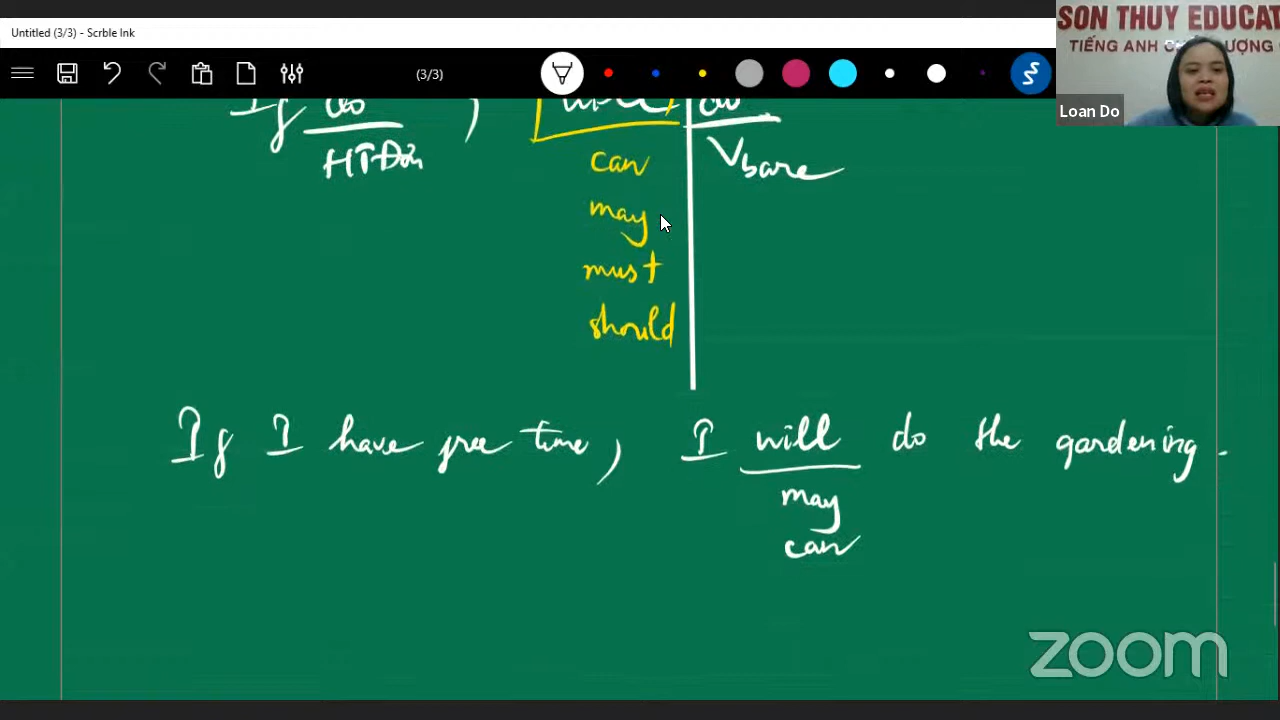 Untitled (3/3) - Scrble Ink
SON THUY EDUCAT
TIẾNG ANH
(3/3)
Loan Do
If
,
HTĐơn
Vbare
can
may
must
should
If I have free time, I will do the gardening.
may
can
zoom